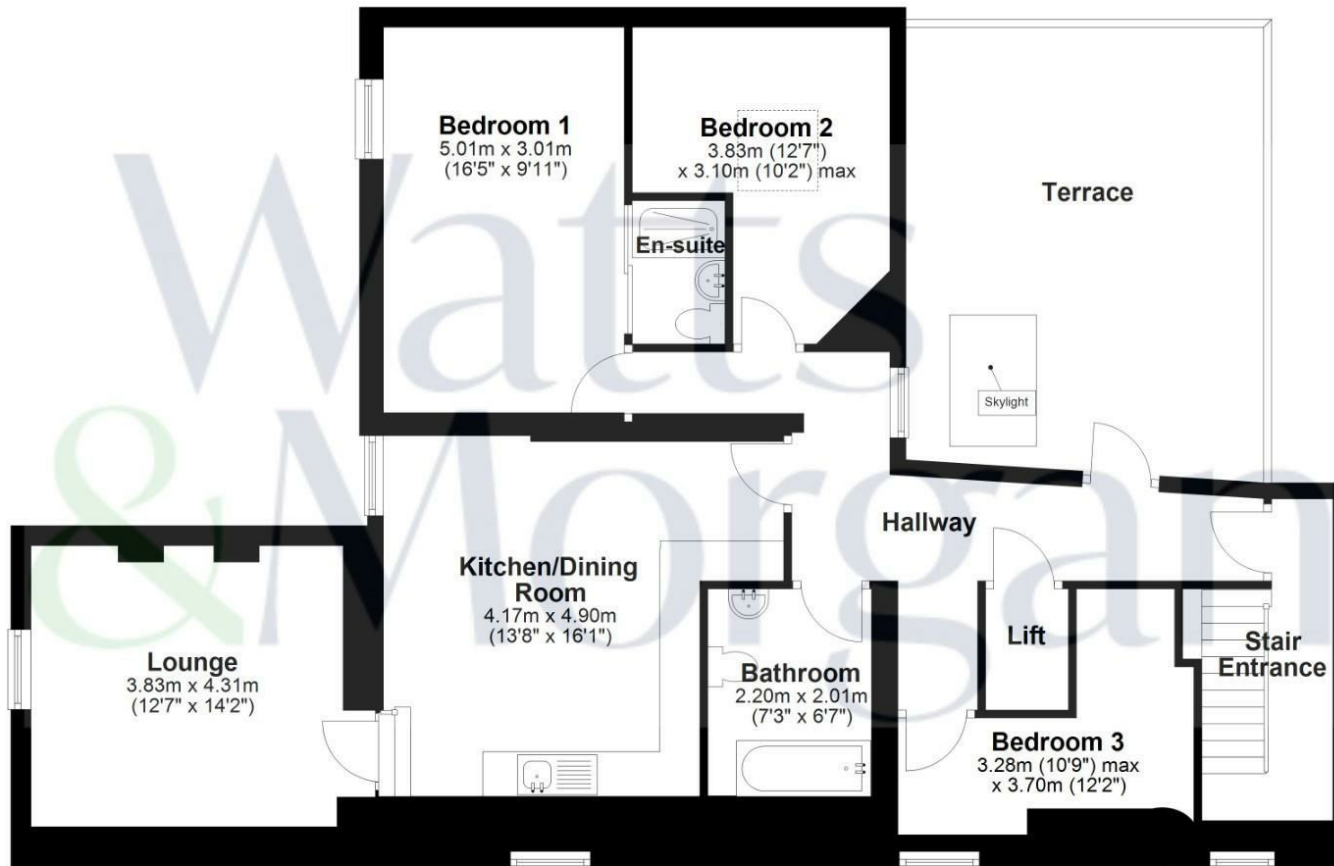 Bedroom 1
5.01m x 3.01m
(16'5" x 9'11")
Bedroom 2
3.83m (12'7")
x 3.10m (10'2") max
Terrace
En-suite
Skylight
Watts
& Morgan
Hallway
Kitchen/Dining
Room
4.17m x 4.90m
(13'8" x 16'1")
Lounge
3.83m x 4.31m
(12'7" x 14'2")
Bathroom
2.20m x 2.01m
(7'3" x 6'7")
Lift
Stair
Entrance
Bedroom 3
3.28m (10'9") max
x 3.70m (12'2")